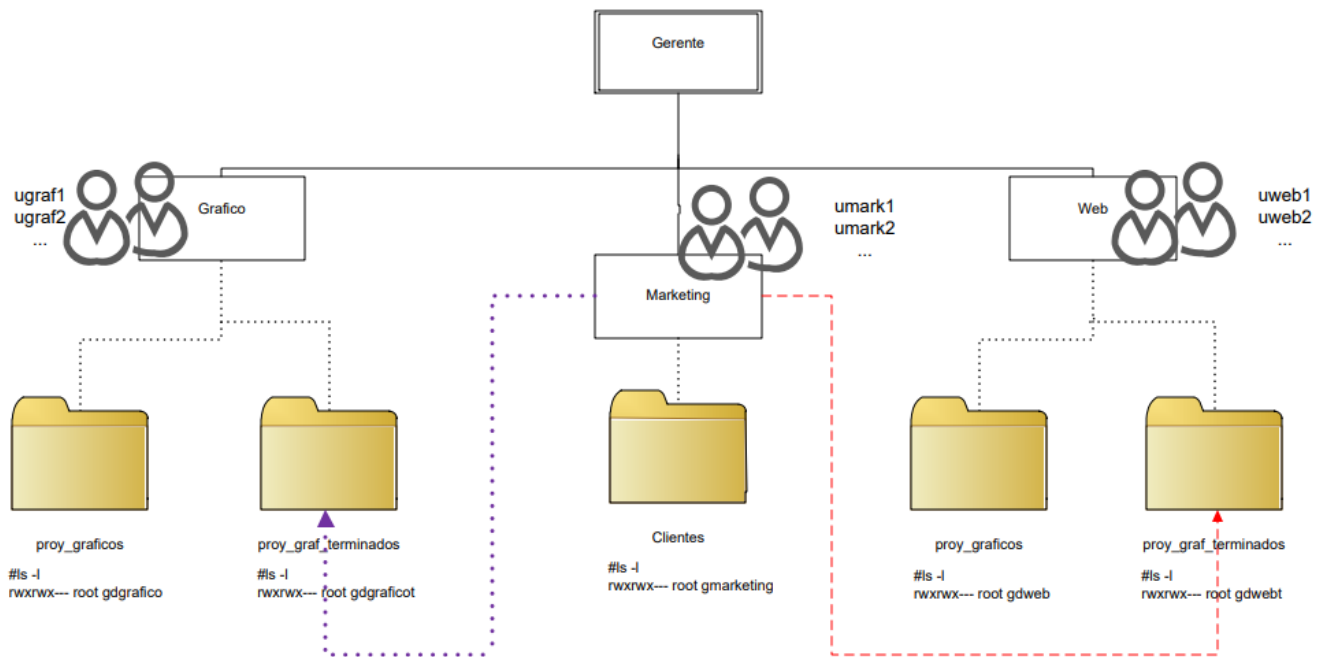 Gerente
ugraf1
ugraf2
...
Grafico
umark1
umark2
...
Web
uweb1
uweb2
...
Marketing
proy_graficos
#ls -l
rwxrwx--- root gdgrafico
proy_graf_terminados
#ls -l
rwxrwx--- root gdgraficot
Clientes
#ls -l
rwxrwx--- root gmarketing
proy_graficos
#ls -l
rwxrwx--- root gdweb
proy_graf_terminados
#ls -l
rwxrwx--- root gdwebt